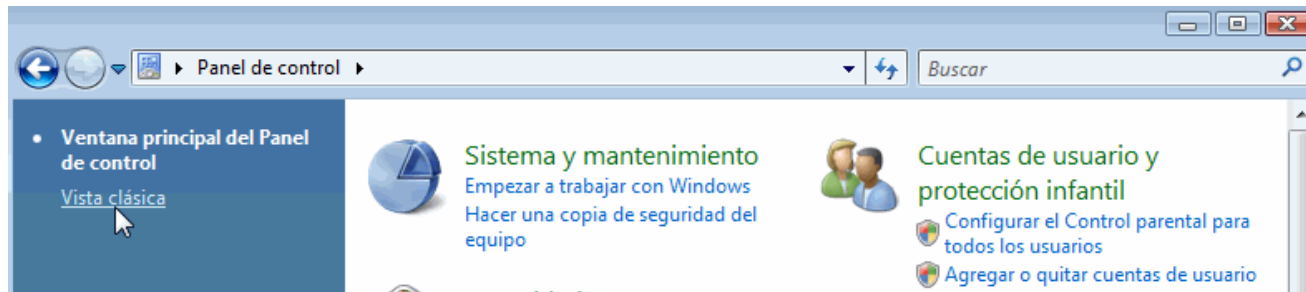 Panel de control
Buscar
Ventana principal del Panel
de control
Vista clásica
Sistema y mantenimiento
Empezar a trabajar con Windows
Hacer una copia de seguridad del
equipo
Cuentas de usuario y
protección infantil
Configurar el Control parental para
todos los usuarios
Agregar o quitar cuentas de usuario